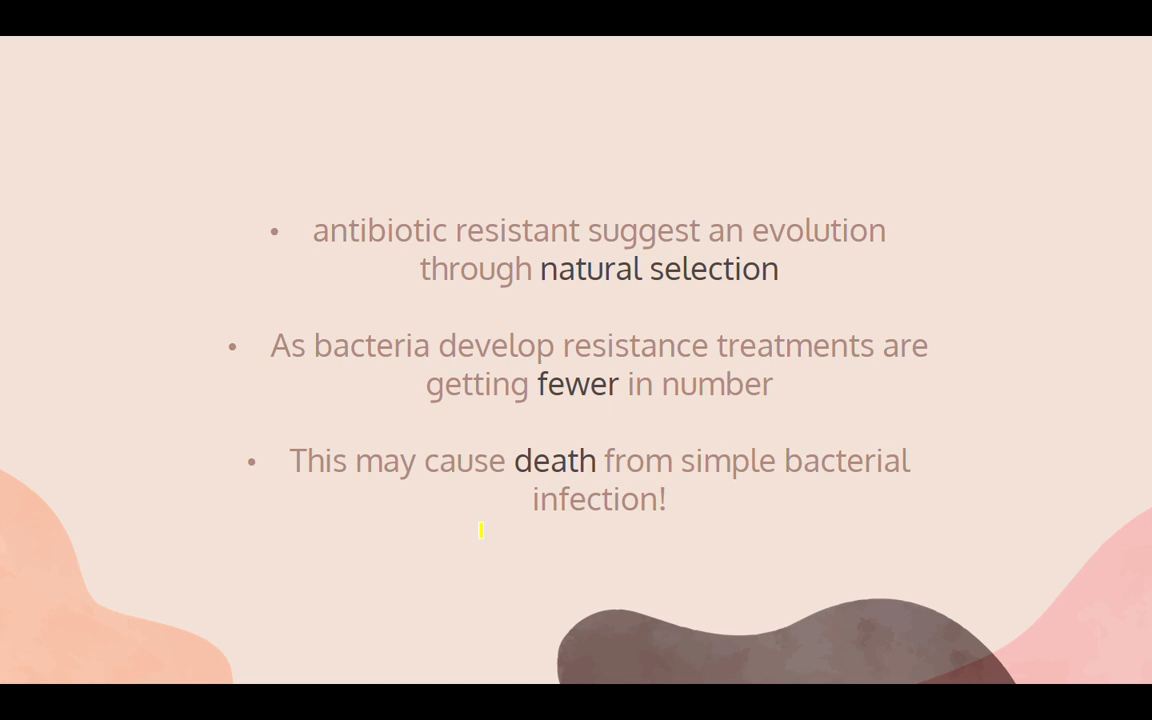 • antibiotic resistant suggest an evolution
through natural selection
• As bacteria develop resistance treatments are
getting fewer in number
• This may cause death from simple bacterial
infection!